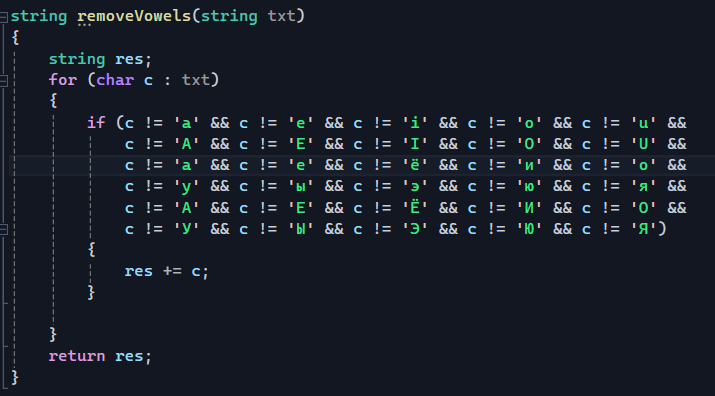 string removeVowels(string txt)
{
    string res;
    for (char c : txt)
    {
        if (c != 'a' && c != 'e' && c != 'i' && c != 'o' && c != 'u' &&
            c != 'A' && c != 'E' && c != 'I' && c != 'O' && c != 'U' &&
            c != 'а' && c != 'е' && c != 'ё' && c != 'и' && c != 'о' &&
            c != 'у' && c != 'ы' && c != 'э' && c != 'ю' && c != 'я' &&
            c != 'А' && c != 'Е' && c != 'Ё' && c != 'И' && c != 'О' &&
            c != 'У' && c != 'Ы' && c != 'Э' && c != 'Ю' && c != 'Я')
        {
            res += c;
        }
    }
    return res;
}